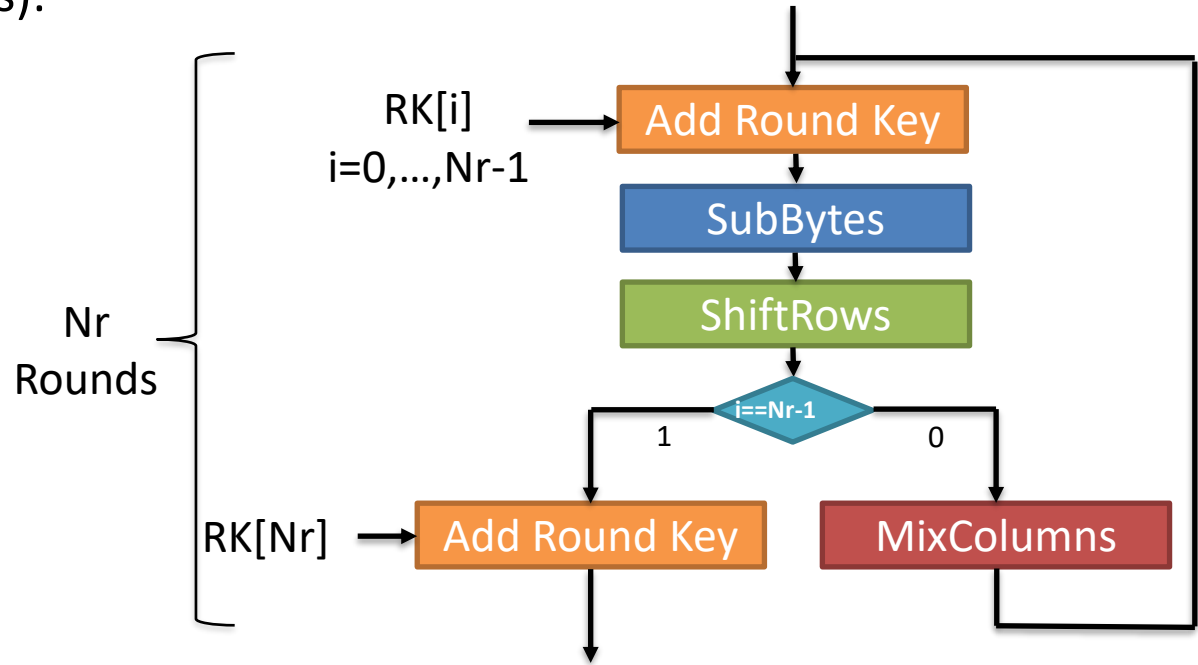 s).
RK[i]
i=0,...,Nr-1
Add Round Key
SubBytes
ShiftRows
Nr
Rounds
i==Nr-1
1
0
RK[Nr]
Add Round Key
MixColumns